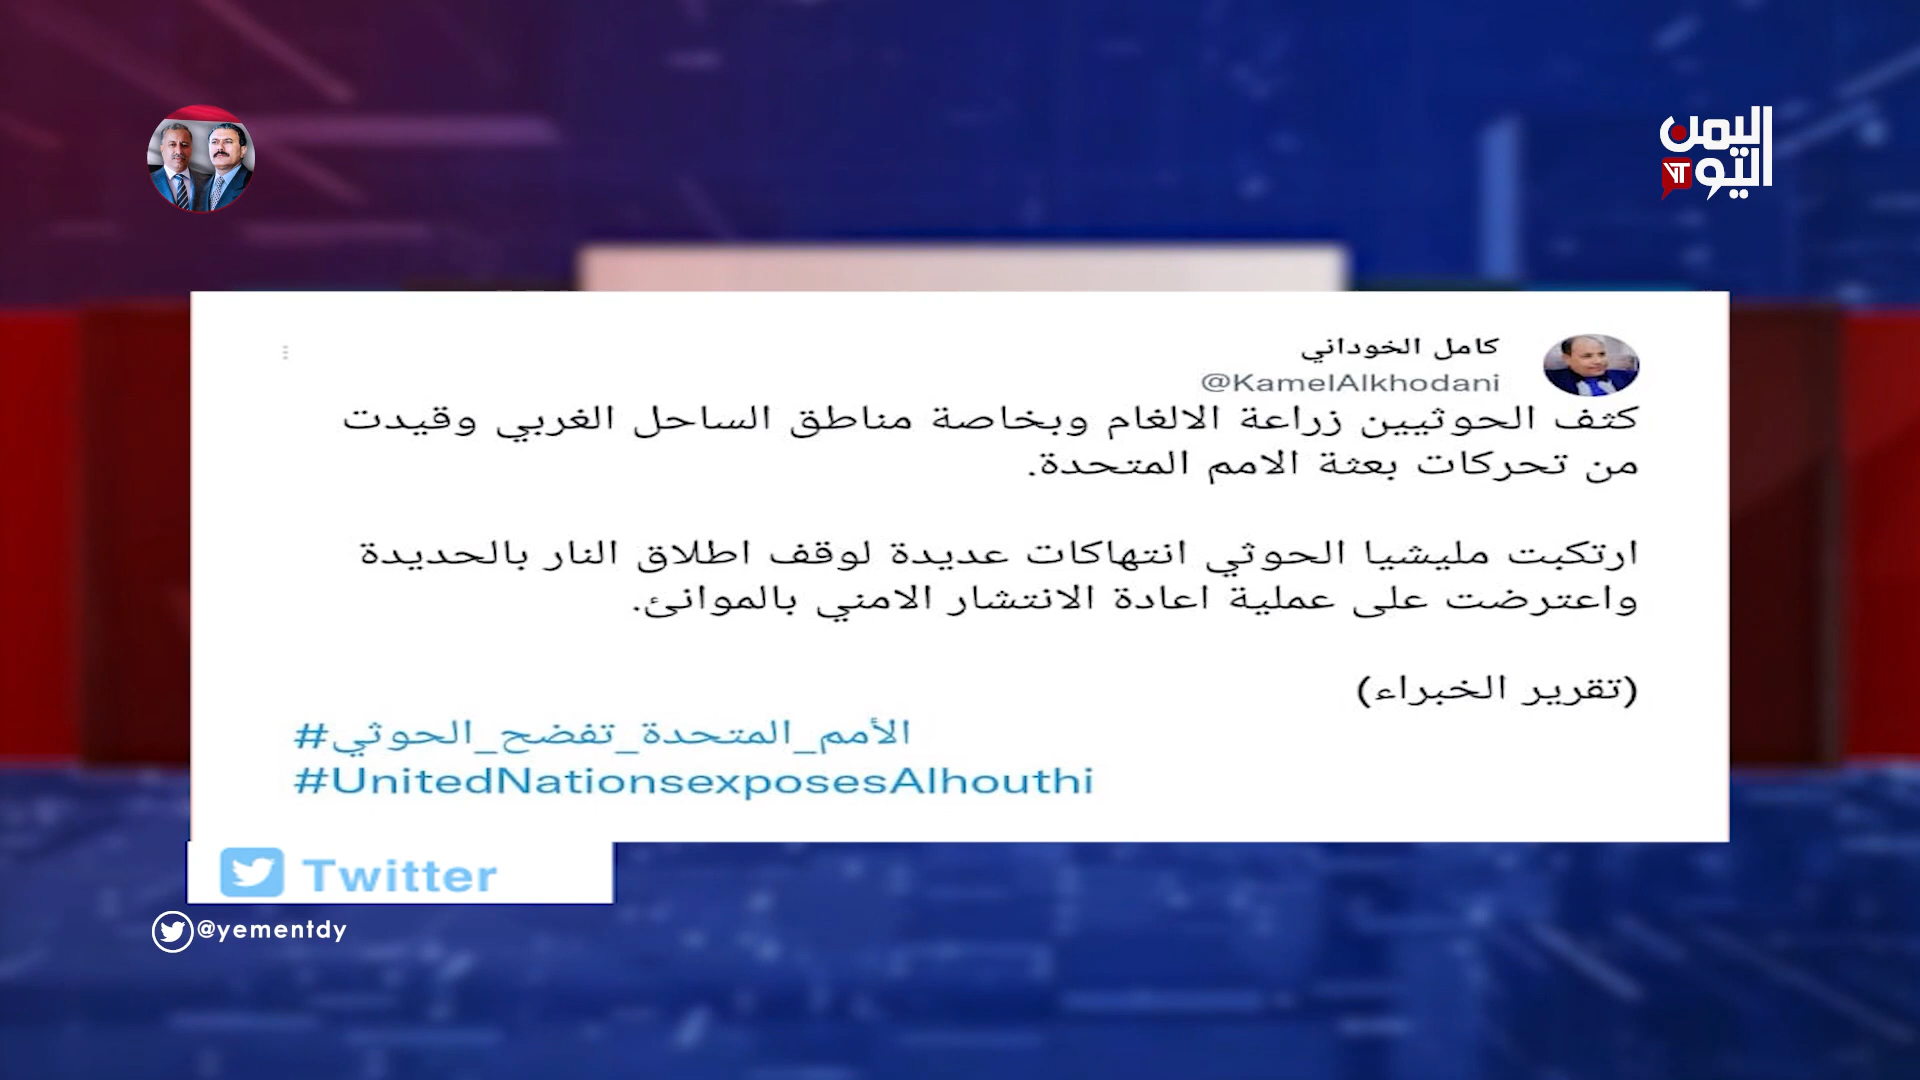 اليمن
اليوم
YT
كامل الخوداني
@KamelAlkhodani
كثف الحوثيين زراعة الالغام وبخاصة مناطق الساحل الغربي وقيدت
من تحركات بعثة الامم المتحدة.
ارتكبت مليشيا الحوثي انتهاكات عديدة لوقف اطلاق النار بالحديدة
واعترضت على عملية اعادة الانتشار الامني بالموانئ.
(تقرير الخبراء)
#الأمم_المتحدة_تفضح_الحوثي
#UnitedNationsexposesAlhouthi
Twitter
@yementdy